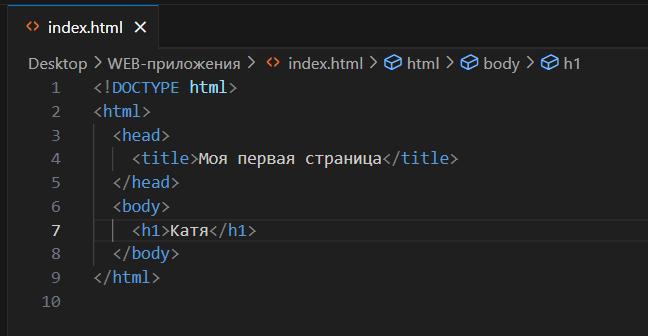 index.html
Desktop > WEB-приложения > index.html > html > body > h1
1 <!DOCTYPE html>
2 <html>
3   <head>
4     <title>Моя первая страница</title>
5   </head>
6   <body>
7     <h1>Катя</h1>
8   </body>
9 </html>
10